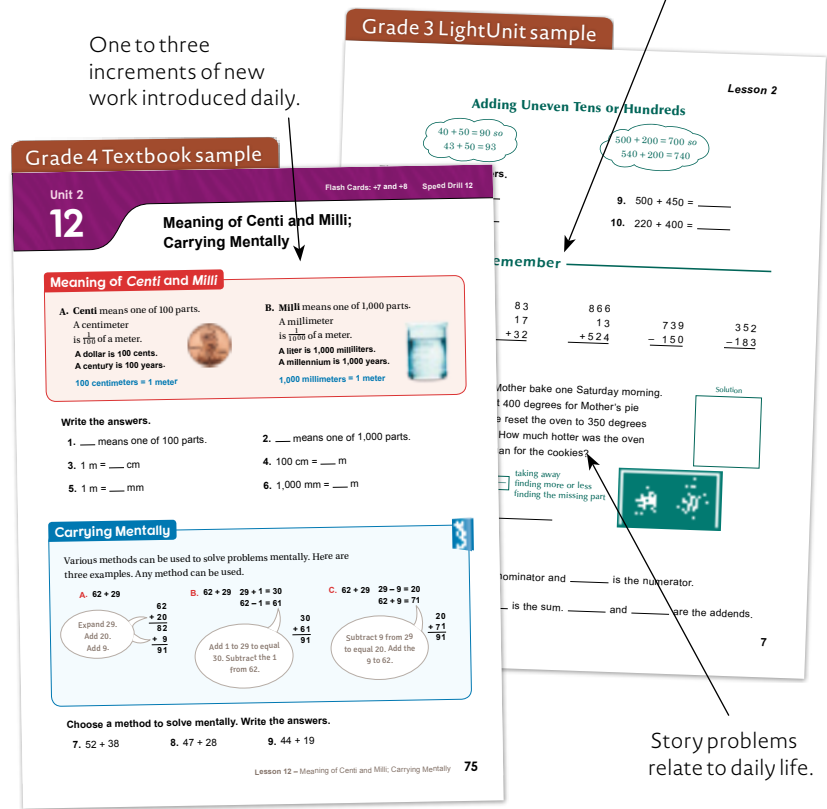 One to three
increments of new
work introduced daily.
Grade 3 LightUnit sample
Lesson 2
Adding Uneven Tens or Hundreds
40 + 50 = 90 so
43 + 50 = 93
500 + 200 = 700 so
540 + 200 = 740
rs.
9. 500 + 450 = ____
10. 220 + 400 = ____
emember
83
17
+32
866
13
+524
739
- 150
352
-183
Mother bake one Saturday morning.
t 400 degrees for Mother's pie
e reset the oven to 350 degrees
How much hotter was the oven
an for the cookies?
Solution
taking away
finding more or less
finding the missing part
nominator and ____ is the numerator.
is the sum. ____ and ____ are the addends.
7
Grade 4 Textbook sample
Unit 2
12
Flash Cards: ÷7 and ÷8 Speed Drill 12
Meaning of Centi and Milli;
Carrying Mentally
Meaning of Centi and Milli
A. Centi means one of 100 parts.
A centimeter
is 1/100 of a meter.
A dollar is 100 cents.
A century is 100 years.
100 centimeters = 1 meter
B. Milli means one of 1,000 parts.
A millimeter
is 1/1000 of a meter.
A liter is 1,000 milliliters.
A millennium is 1,000 years.
1,000 millimeters = 1 meter
Write the answers.
1. ___ means one of 100 parts.
2. ___ means one of 1,000 parts.
3. 1 m = ___ cm
4. 100 cm = ___ m
5. 1 m = ___ mm
6. 1,000 mm = ___ m
Carrying Mentally
Various methods can be used to solve problems mentally. Here are
three examples. Any method can be used.
A. 62 + 29
Expand 29.
Add 20.
Add 9.
62
+ 20
82
+ 9
91
B. 62 + 29 29 + 1 = 30
62 – 1 = 61
Add 1 to 29 to equal
30. Subtract the 1
from 62.
30
+ 61
91
C. 62 + 29 29 – 9 = 20
62 + 9 = 71
Subtract 9 from 29
to equal 20. Add the
9 to 62.
20
+ 71
91
Choose a method to solve mentally. Write the answers.
7. 52 + 38
8. 47 + 28
9. 44 + 19
Lesson 12 – Meaning of Centi and Milli; Carrying Mentally 75
Story problems
relate to daily life.